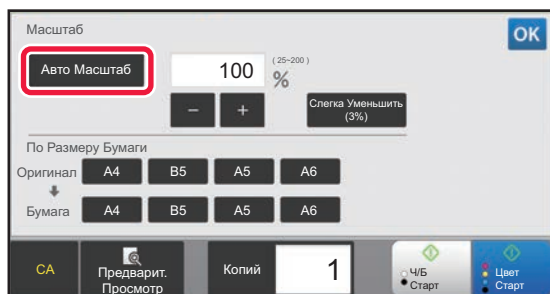 Масштаб
OK
Авто Масштаб
100
(25~200)
%
−
+
Слегка Уменьшить
(3%)
По Размеру Бумаги
Оригинал
A4
B5
A5
A6
Бумага
A4
B5
A5
A6
CA
Предварит.
Просмотр
Копий
1
Ч/Б
Старт
Цвет
Старт